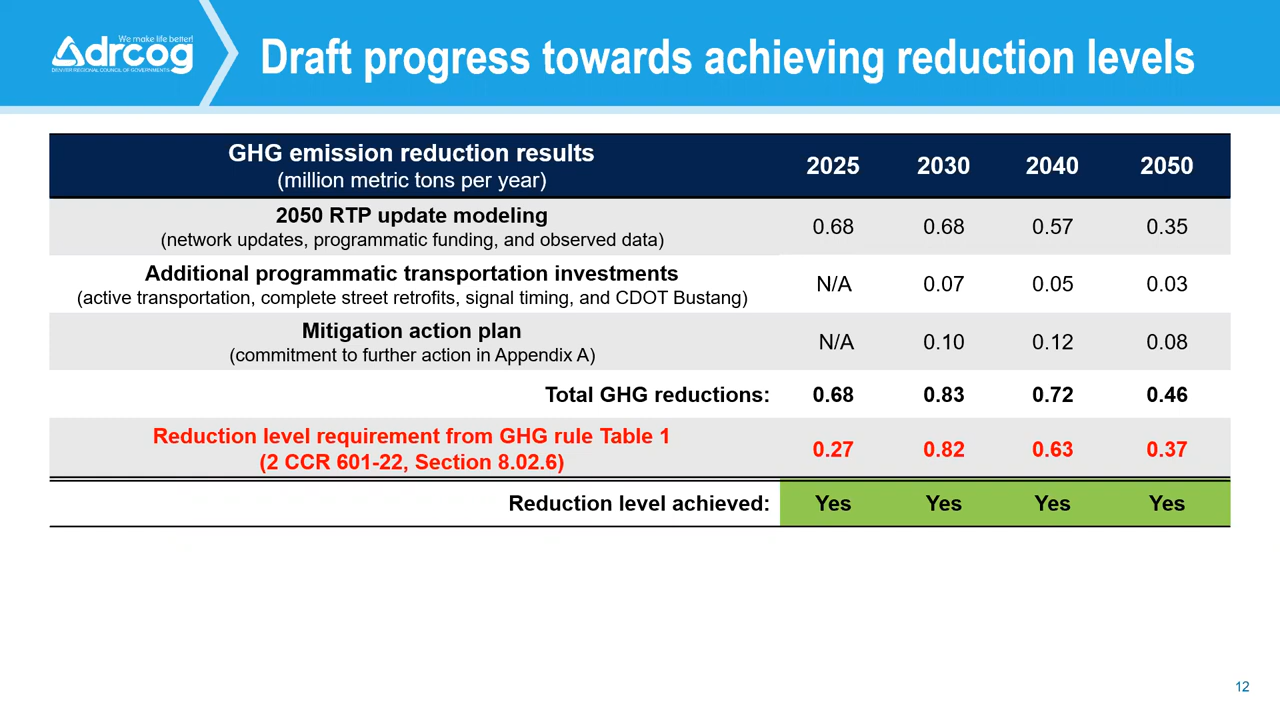 We make life better!
drcog
DENVER REGIONAL COUNCIL OF GOVERNMENTS
Draft progress towards achieving reduction levels
GHG emission reduction results
(million metric tons per year)
2025 2030 2040 2050
2050 RTP update modeling
(network updates, programmatic funding, and observed data)
0.68 0.68 0.57 0.35
Additional programmatic transportation investments
(active transportation, complete street retrofits, signal timing, and CDOT Bustang)
N/A 0.07 0.05 0.03
Mitigation action plan
(commitment to further action in Appendix A)
N/A 0.10 0.12 0.08
Total GHG reductions: 0.68 0.83 0.72 0.46
Reduction level requirement from GHG rule Table 1
(2 CCR 601-22, Section 8.02.6)
0.27 0.82 0.63 0.37
Reduction level achieved: Yes Yes Yes Yes
12